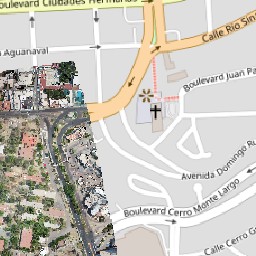 Boulevard Ciudades Hermanas
Aguanaval
Calle Río Sin
Boulevard Juan Pa
Avenida Domingo Ru
Boulevard Cerro Monte Largo
Calle Cerro G